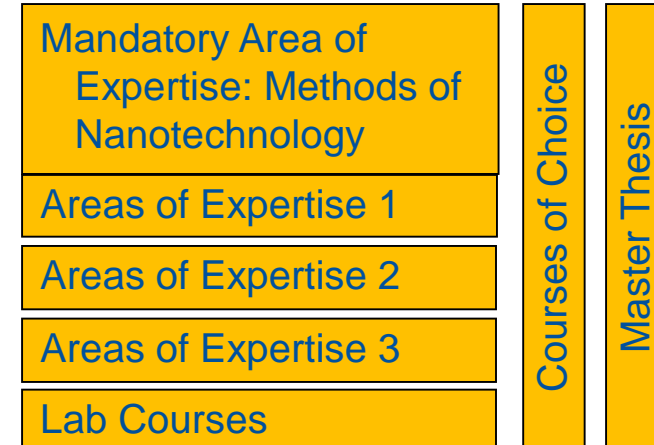 Mandatory Area of
Expertise: Methods of
Nanotechnology
Areas of Expertise 1
Areas of Expertise 2
Areas of Expertise 3
Lab Courses
Courses of Choice
Master Thesis